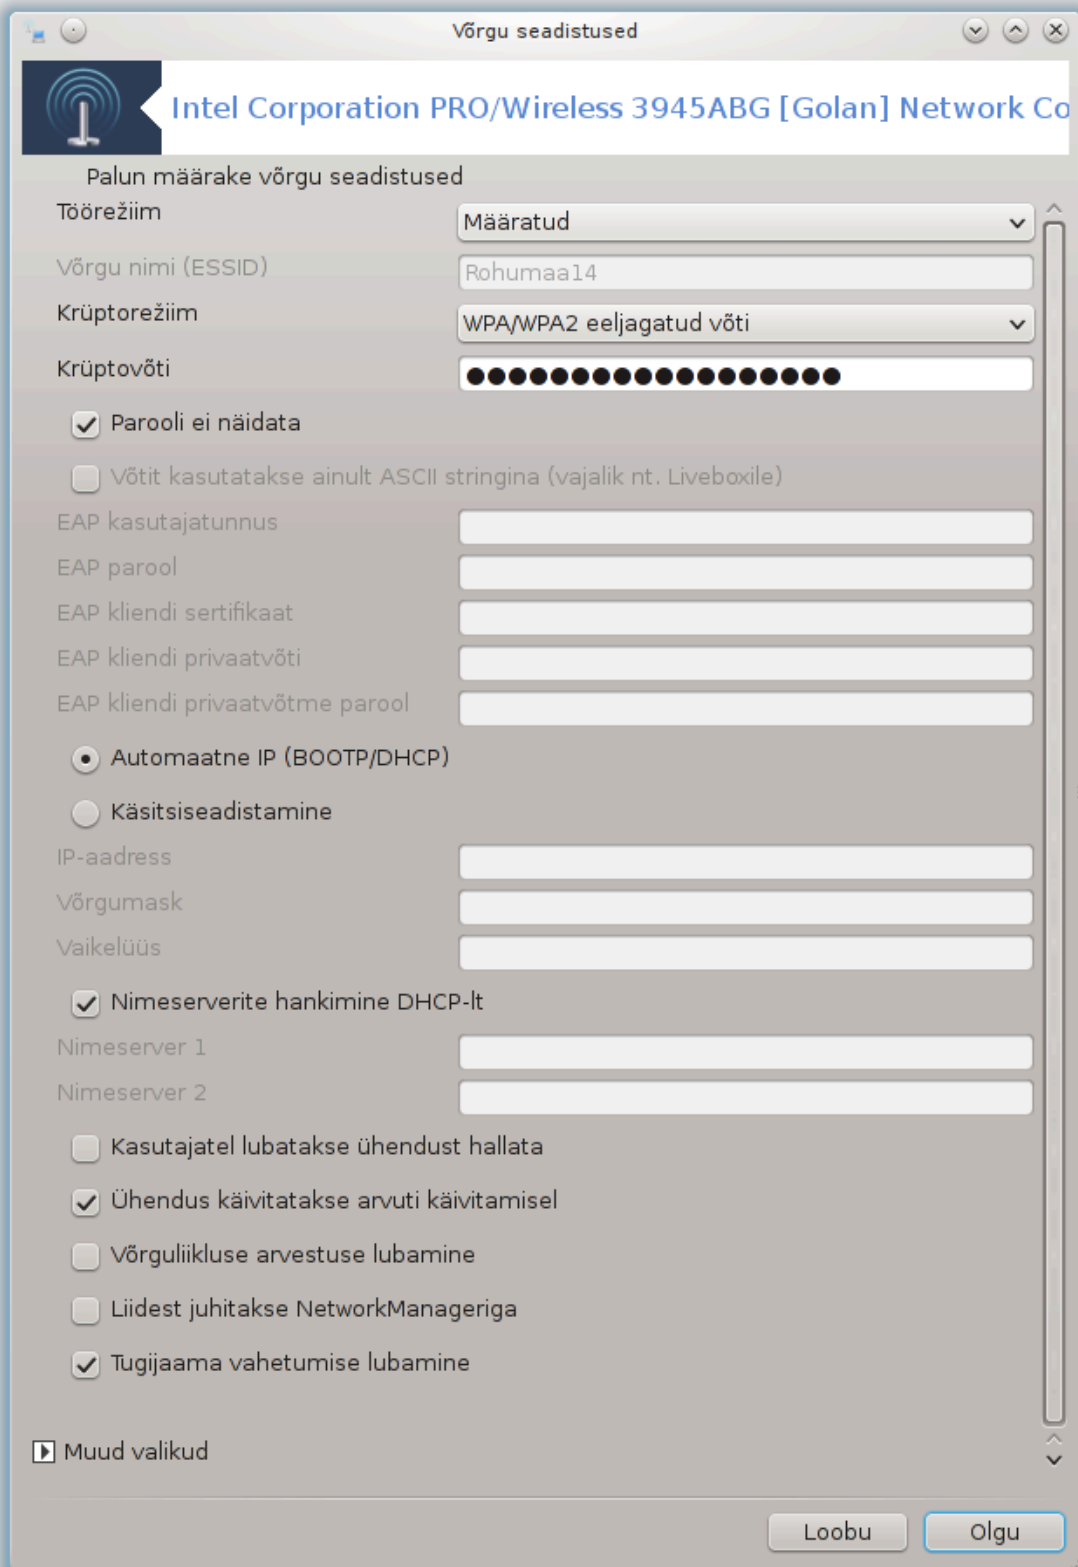 Võrgu seadistused
Intel Corporation PRO/Wireless 3945ABG [Golan] Network Co
Palun määrake võrgu seadistused
Töörežiim
Määratud
Võrgu nimi (ESSID)
Rohumaa14
Krüptorežiim
WPA/WPA2 eeljagatud võti
Krüptovõti
●●●●●●●●●●●●●●●●●●
Parooli ei näidata
Võtit kasutatakse ainult ASCII stringina (vajalik nt. Liveboxile)
EAP kasutajatunnus
EAP parool
EAP kliendi sertifikaat
EAP kliendi privaatvõti
EAP kliendi privaatvõtme parool
Automaatne IP (BOOTP/DHCP)
Käsitsiseadistamine
IP-aadress
Võrgumask
Vaikelüüs
Nimeserverite hankimine DHCP-lt
Nimeserver 1
Nimeserver 2
Kasutajatel lubatakse ühendust hallata
Ühendus käivitatakse arvuti käivitamisel
Võrguliikluse arvestuse lubamine
Liidest juhitakse NetworkManageriga
Tugijaama vahetumise lubamine
Muud valikud
Loobu
Olgu